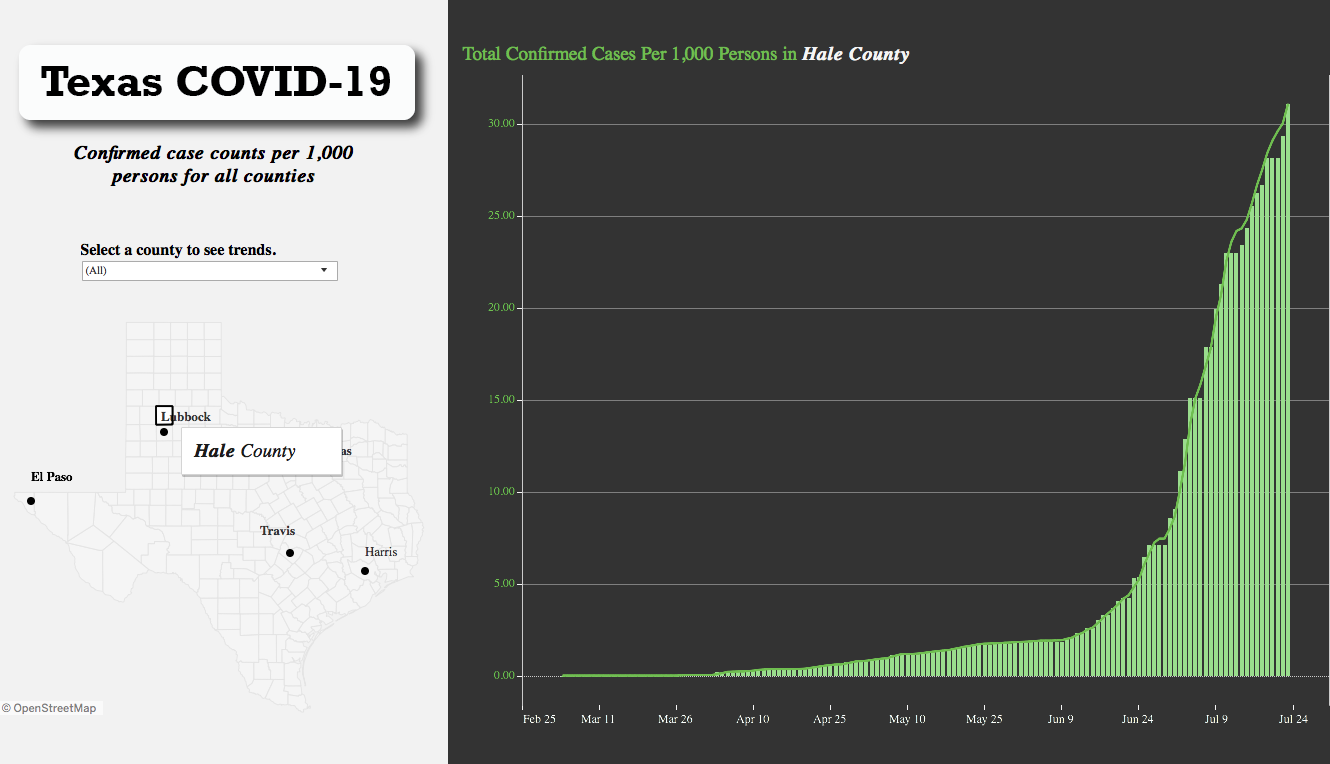 Texas COVID-19
Confirmed case counts per 1,000
persons for all counties
Select a county to see trends.
(All)
Lubbock
Hale County
as
El Paso
Travis
Harris
© OpenStreetMap
Total Confirmed Cases Per 1,000 Persons in Hale County
30.00
25.00
20.00
15.00
10.00
5.00
0.00
Feb 25 Mar 11 Mar 26 Apr 10 Apr 25 May 10 May 25 Jun 9 Jun 24 Jul 9 Jul 24